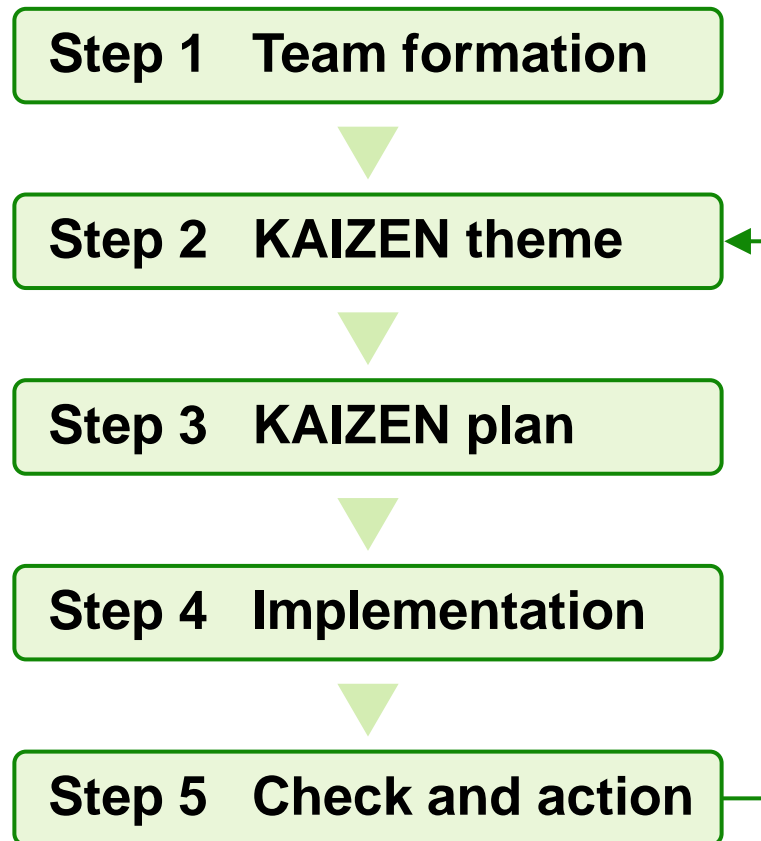 Step 1 Team formation
Step 2 KAIZEN theme
Step 3 KAIZEN plan
Step 4 Implementation
Step 5 Check and action